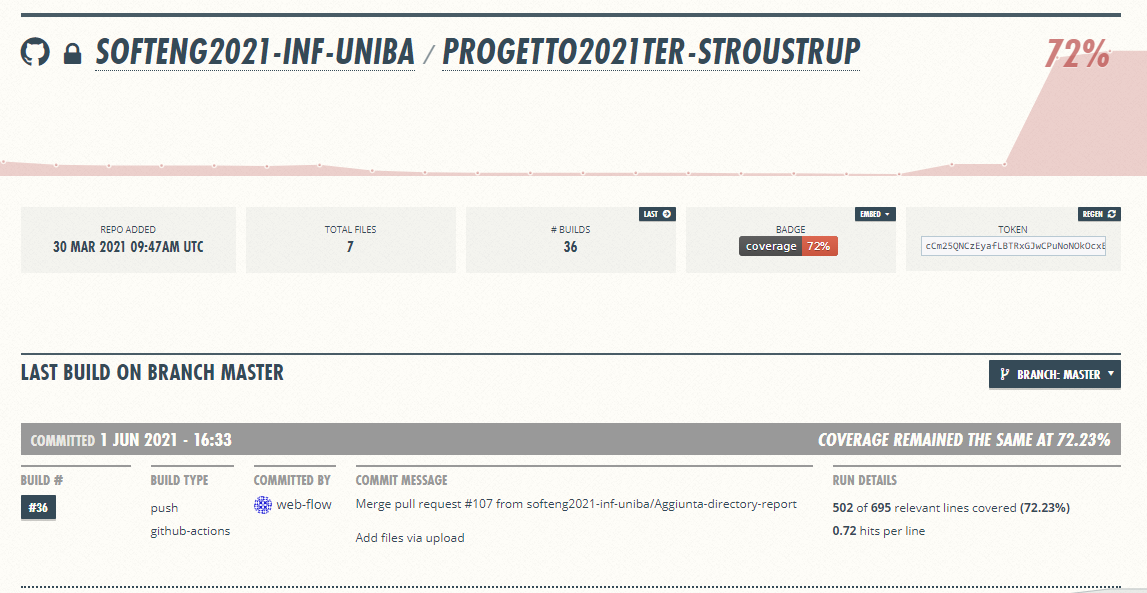 SOFTENG2021-INF-UNIBA / PROGETTO2021TER-STROUSTRUP 72%
LAST EMBED REGEN
REPO ADDED TOTAL FILES # BUILDS BADGE TOKEN
30 MAR 2021 09:47AM UTC 7 36 coverage 72% cCm25QNCzEyafLBTRxGJwCPuNoNOkOcxE
LAST BUILD ON BRANCH MASTER BRANCH: MASTER
COMMITTED 1 JUN 2021 - 16:33 COVERAGE REMAINED THE SAME AT 72.23%
BUILD # BUILD TYPE COMMITTED BY COMMIT MESSAGE RUN DETAILS
#36 push web-flow Merge pull request #107 from softeng2021-inf-uniba/Aggiunta-directory-report 502 of 695 relevant lines covered (72.23%)
github-actions Add files via upload 0.72 hits per line